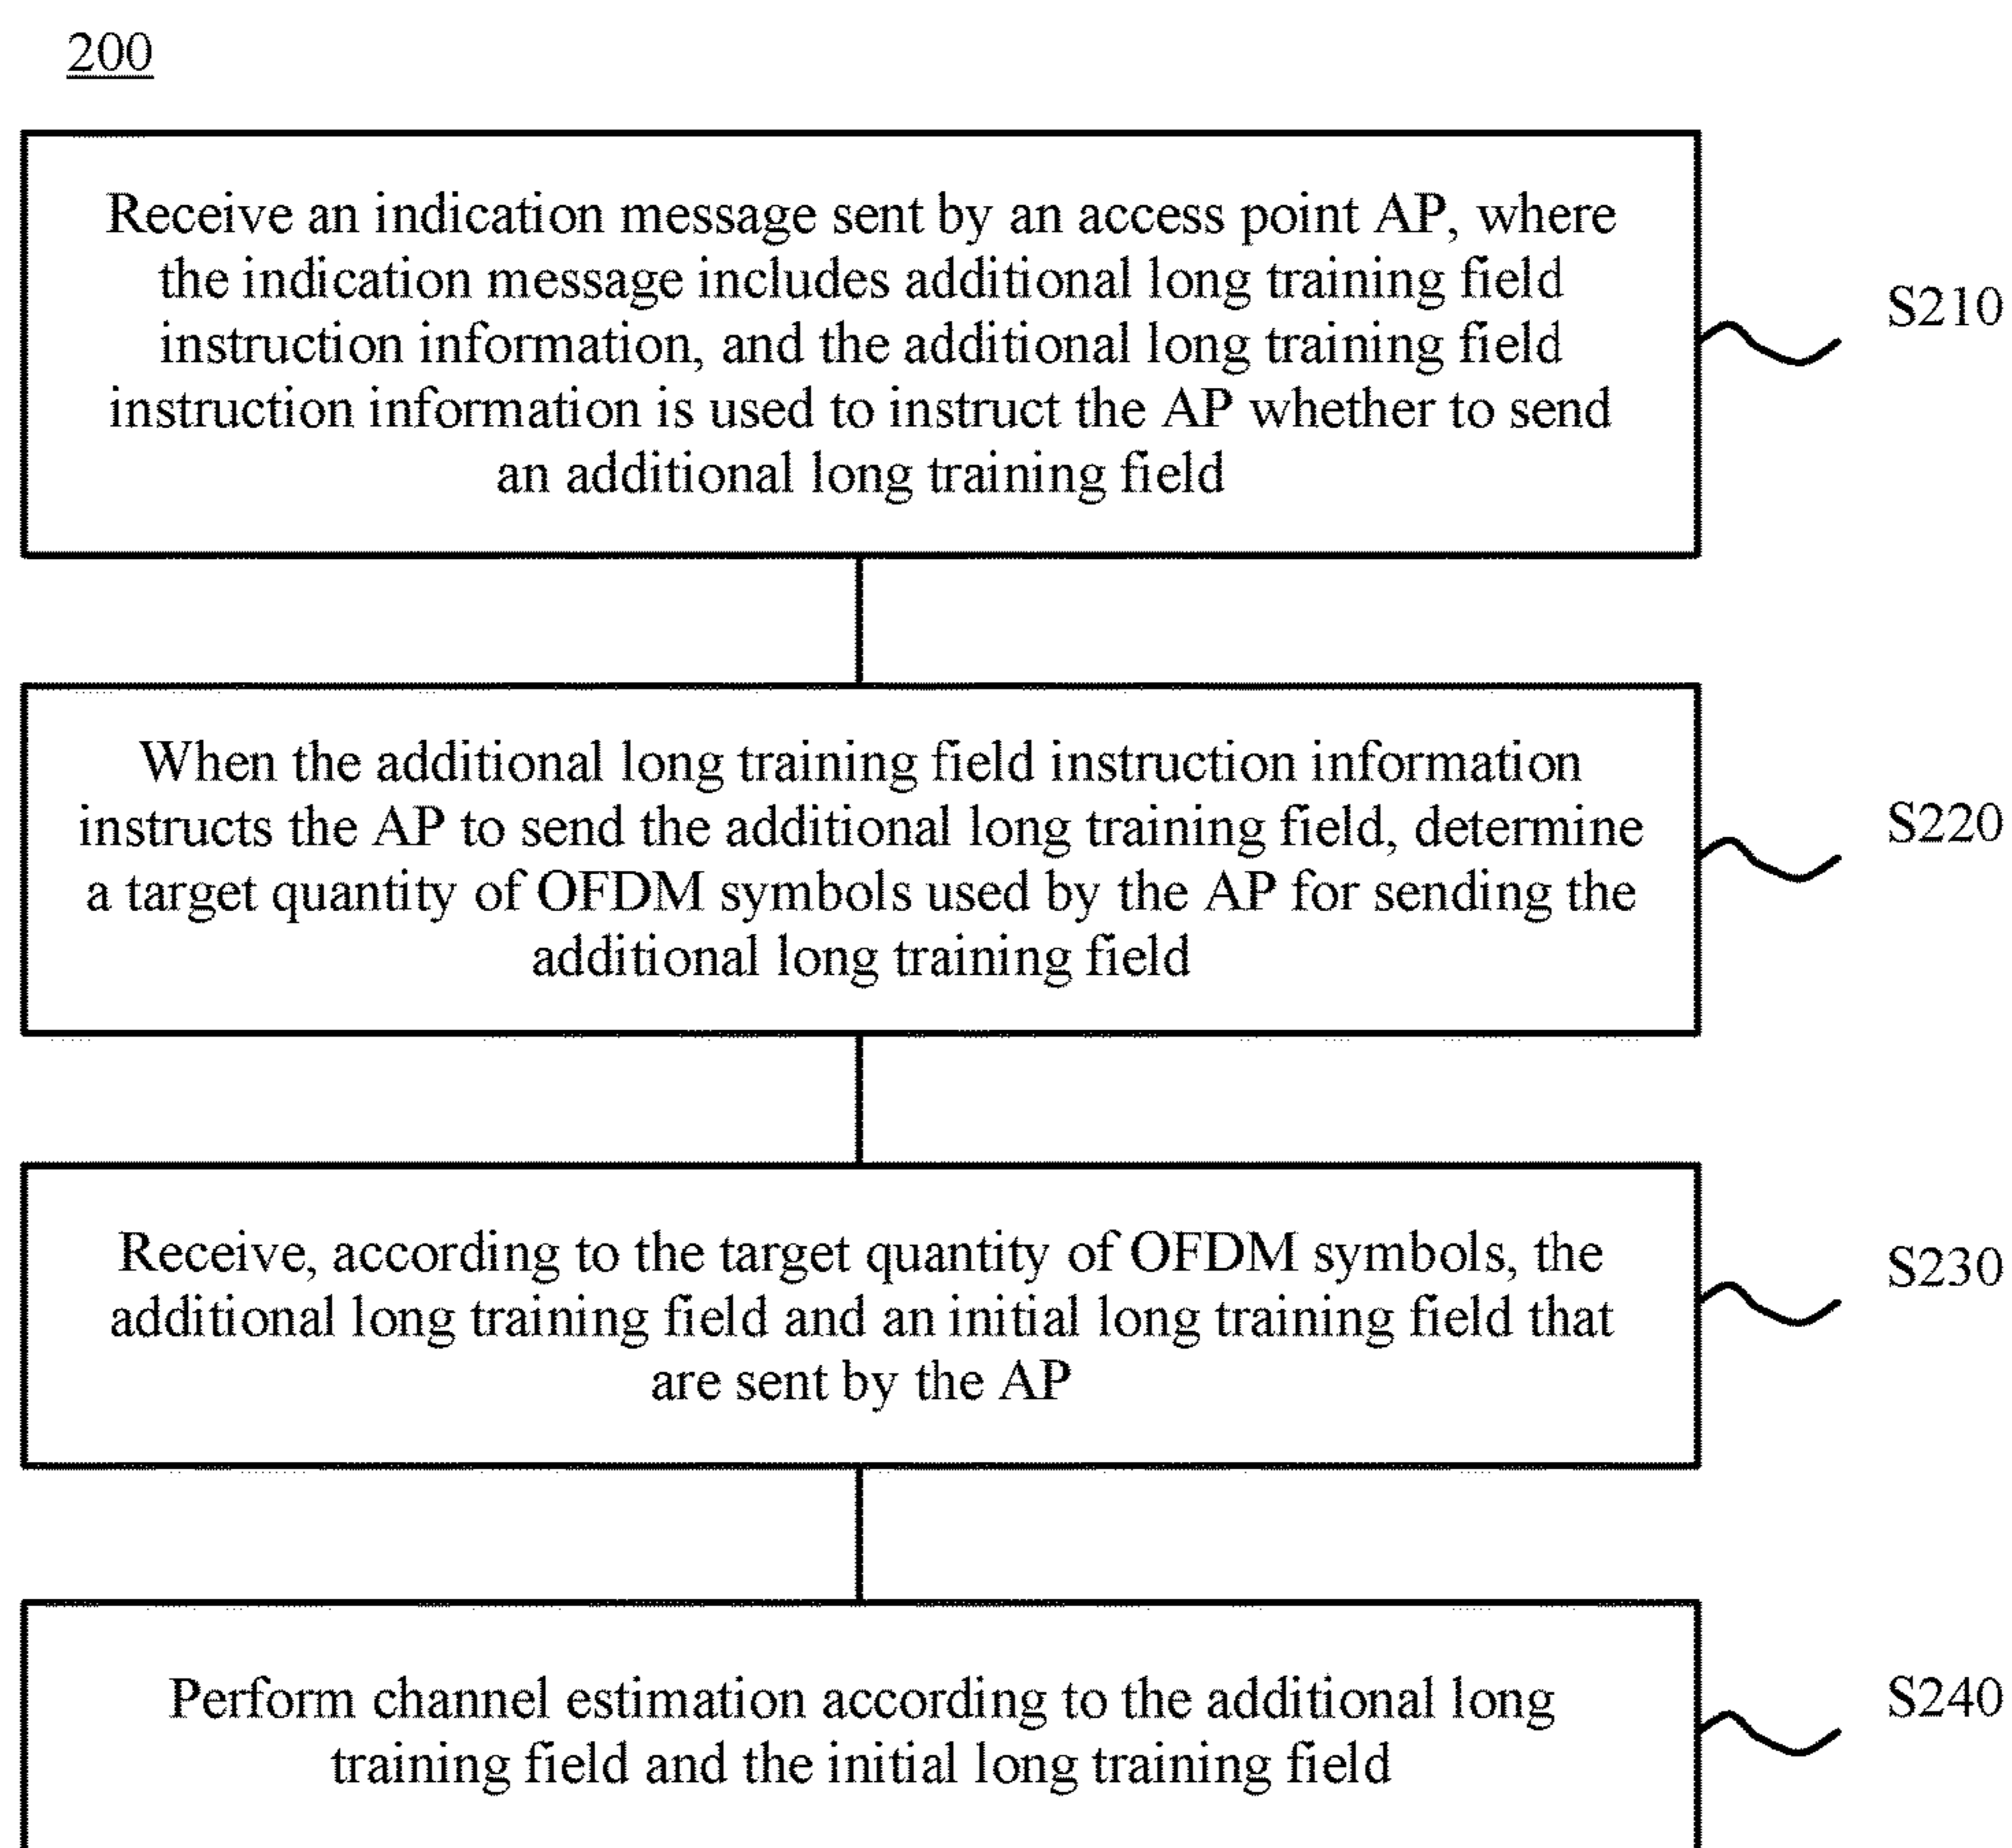 200
Receive an indication message sent by an access point AP, where
the indication message includes additional long training field
instruction information, and the additional long training field
instruction information is used to instruct the AP whether to send
an additional long training field
S210
When the additional long training field instruction information
instructs the AP to send the additional long training field, determine
a target quantity of OFDM symbols used by the AP for sending the
additional long training field
S220
Receive, according to the target quantity of OFDM symbols, the
additional long training field and an initial long training field that
are sent by the AP
S230
Perform channel estimation according to the additional long
training field and the initial long training field
S240